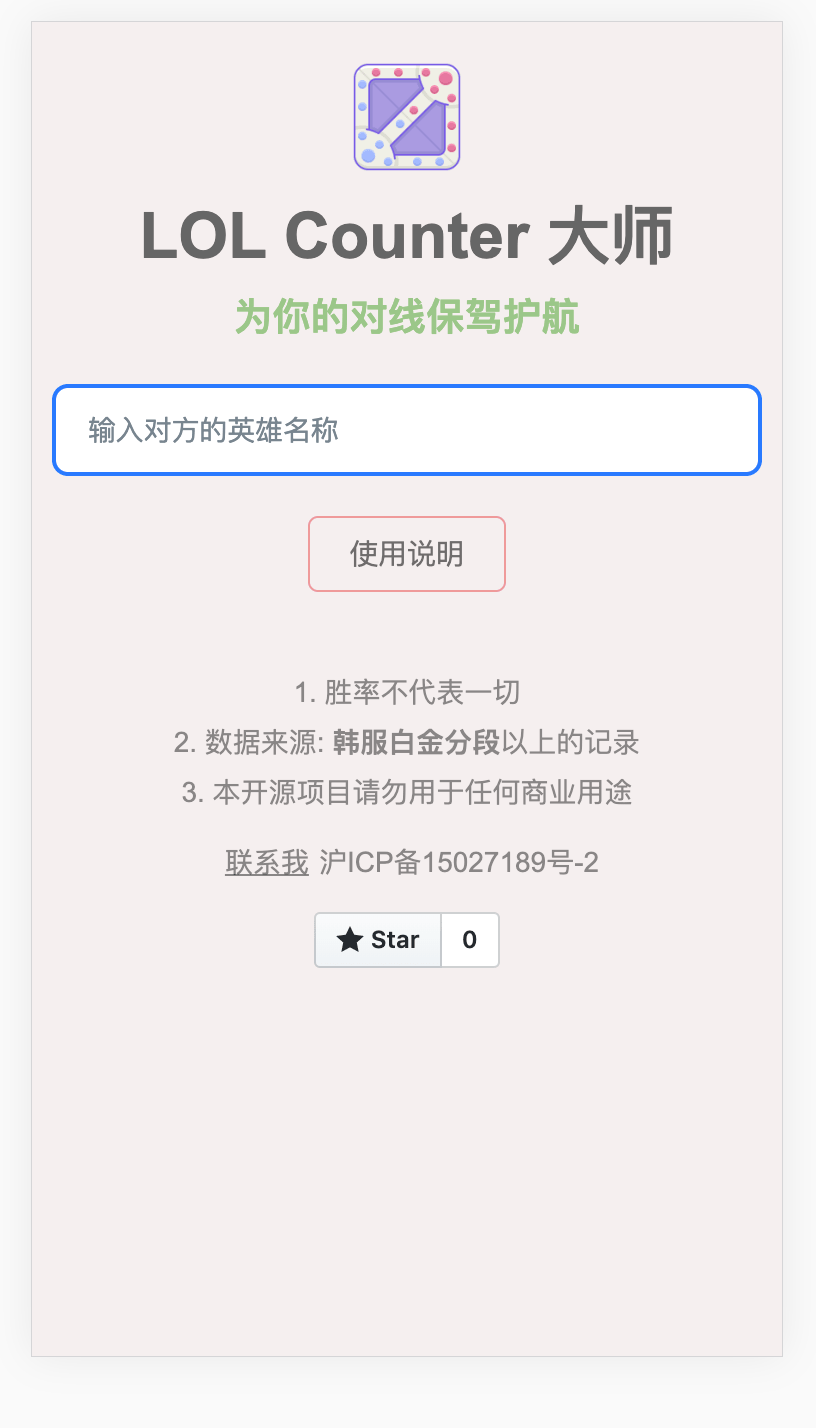 LOL Counter 大师
为你的对线保驾护航
输入对方的英雄名称
使用说明
1. 胜率不代表一切
2. 数据来源: 韩服白金分段以上的记录
3. 本开源项目请勿用于任何商业用途
联系我 沪ICP备15027189号-2
Star 0